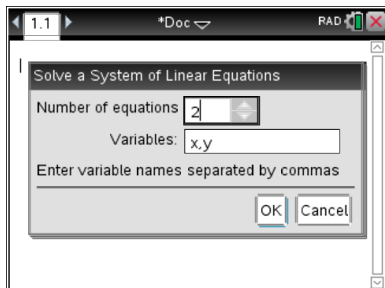 1.1 *Doc RAD
Solve a System of Linear Equations
Number of equations 2
Variables: x,y
Enter variable names separated by commas
OK Cancel